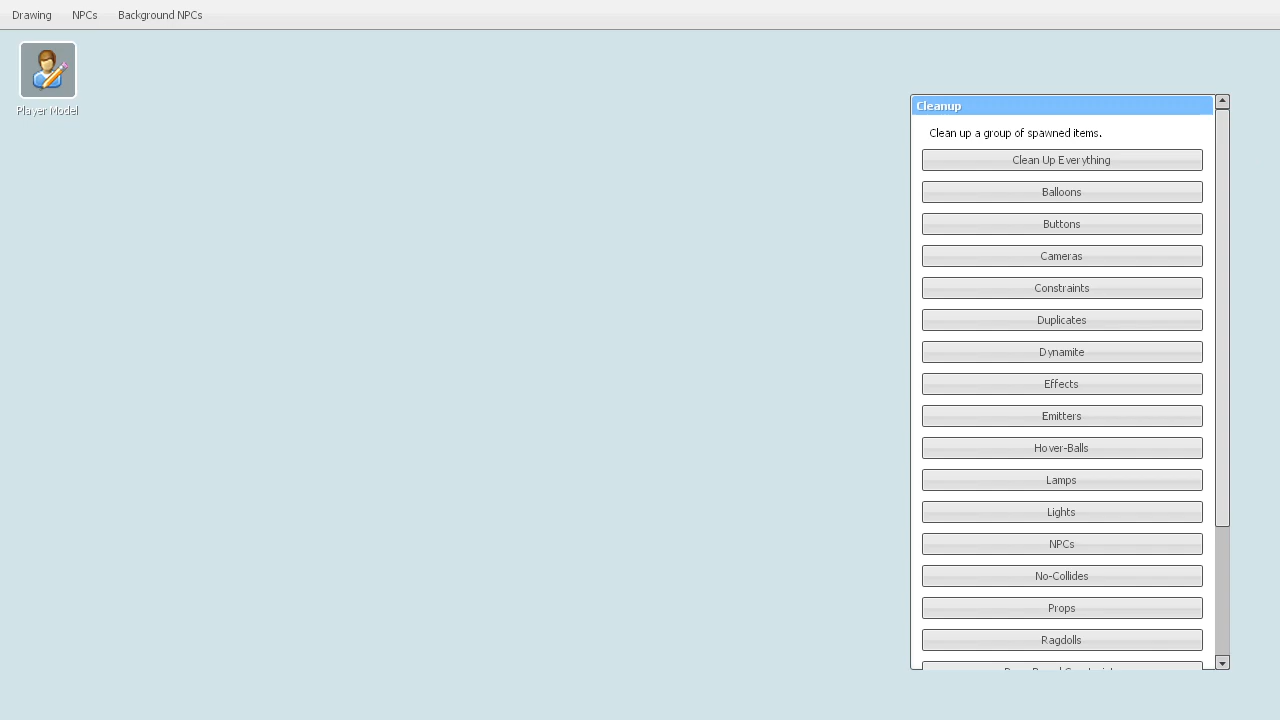 Drawing
NPCs
Background NPCs
Player Model
Cleanup
Clean up a group of spawned items.
Clean Up Everything
Balloons
Buttons
Cameras
Constraints
Duplicates
Dynamite
Effects
Emitters
Hover-Balls
Lamps
Lights
NPCs
No-Collides
Props
Ragdolls